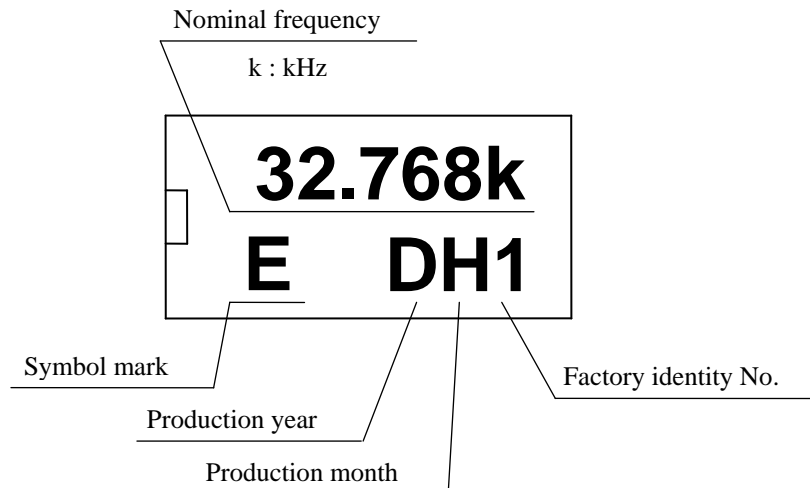 Nominal frequency
k : kHz
32.768k
E DH1
Symbol mark
Factory identity No.
Production year
Production month